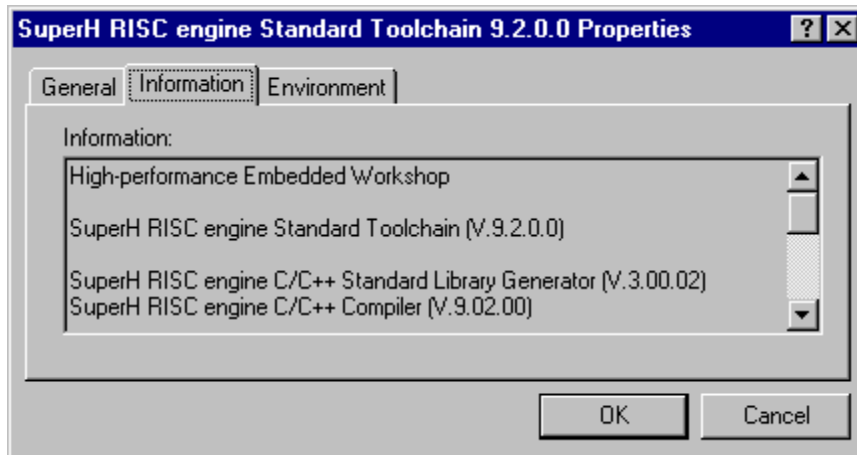 SuperH RISC engine Standard Toolchain 9.2.0.0 Properties
General Information Environment
Information:
High-performance Embedded Workshop
SuperH RISC engine Standard Toolchain (V.9.2.0.0)
SuperH RISC engine C/C++ Standard Library Generator (V.3.00.02)
SuperH RISC engine C/C++ Compiler (V.9.02.00)
OK Cancel